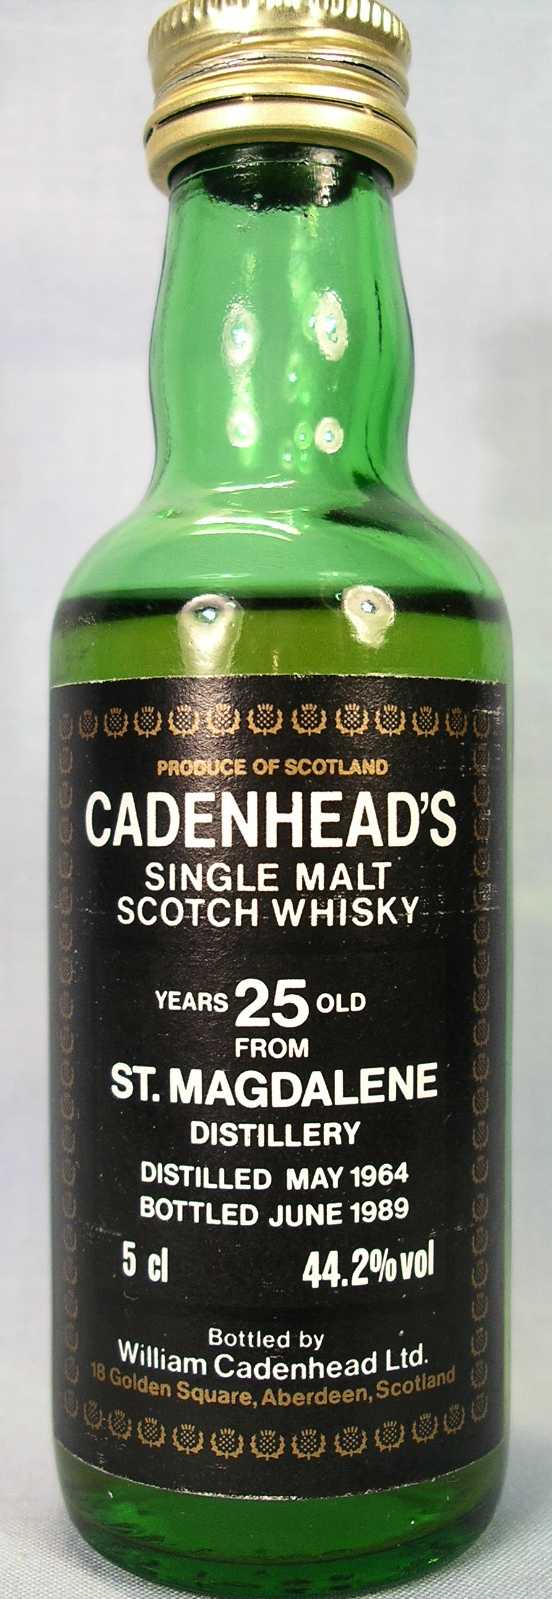 PRODUCE OF SCOTLAND
CADENHEAD'S
SINGLE MALT
SCOTCH WHISKY
YEARS 25 OLD
FROM
ST. MAGDALENE
DISTILLERY
DISTILLED MAY 1964
BOTTLED JUNE 1989
5 cl 44.2%vol
Bottled by
William Cadenhead Ltd.
18 Golden Square, Aberdeen, Scotland